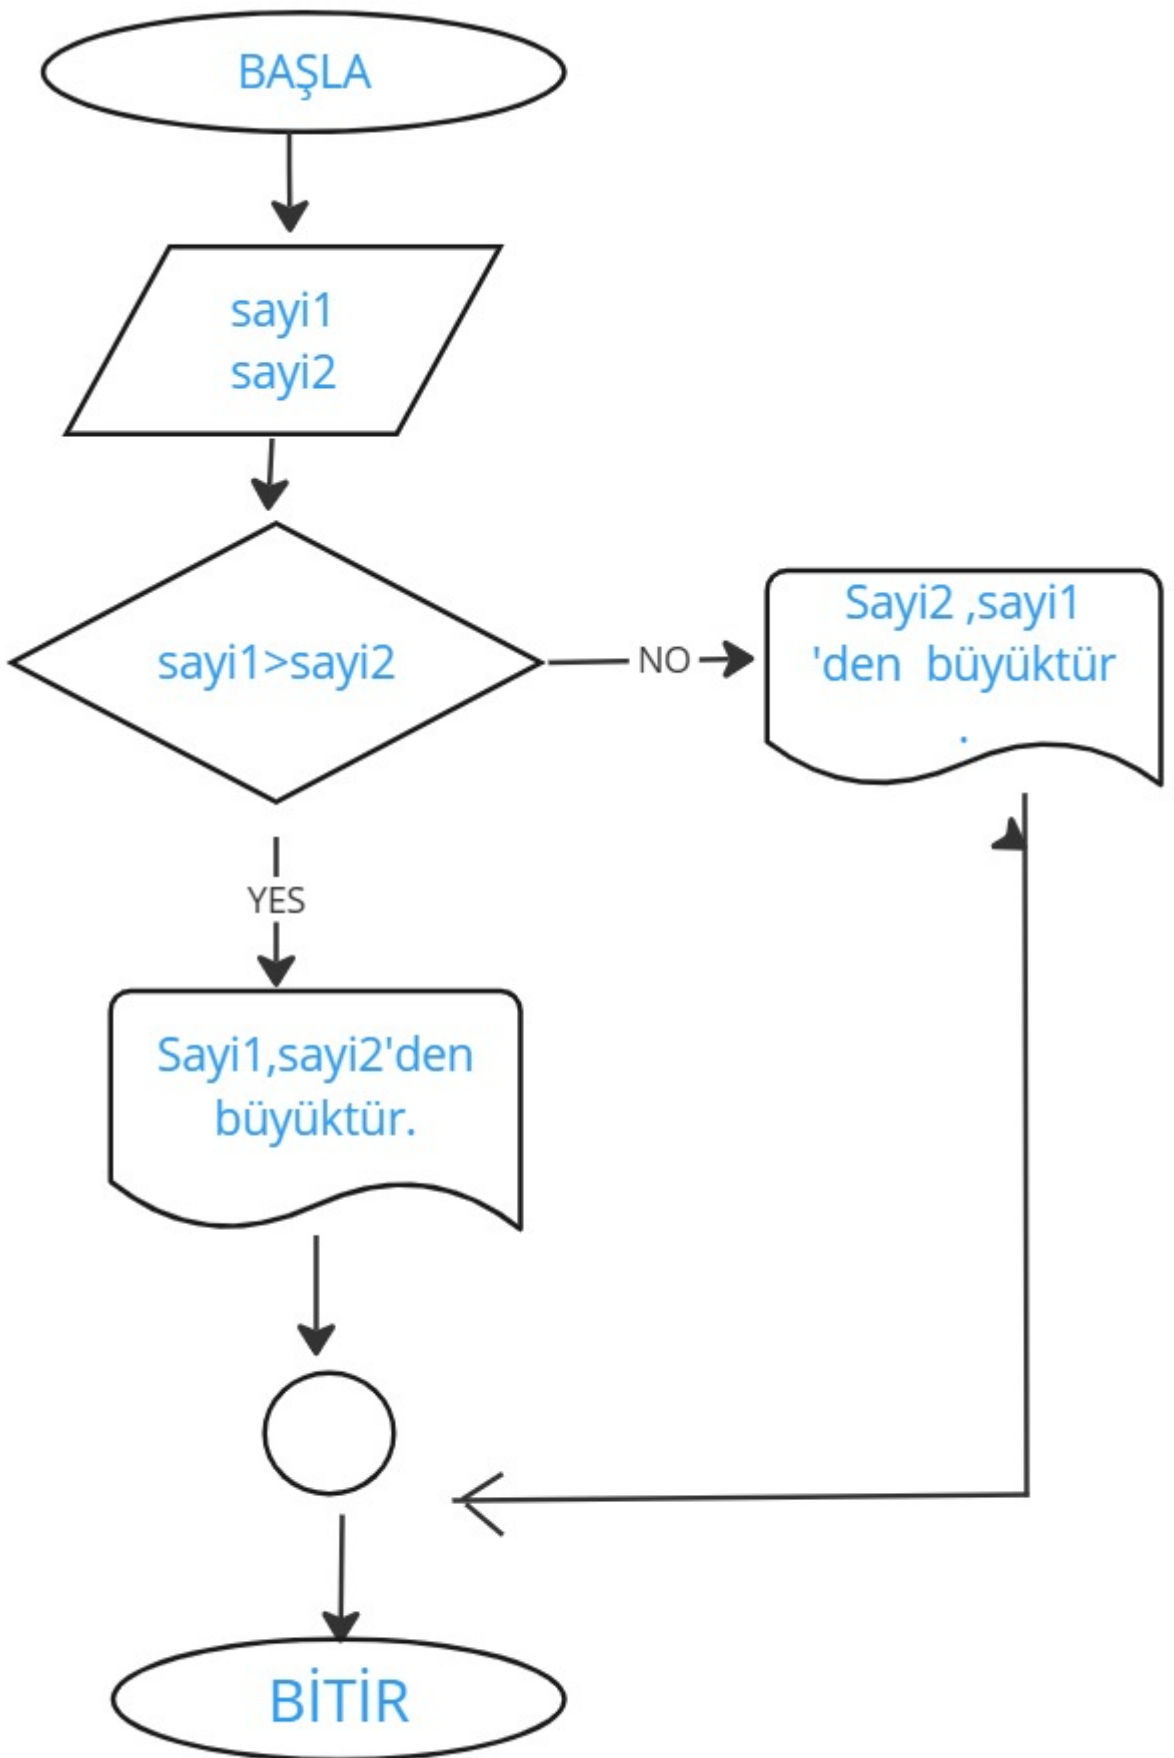 BAŞLA
sayi1
sayi2
sayi1>sayi2
NO
Sayi2 ,sayi1
'den büyüktür
.
YES
Sayi1,sayi2'den
büyüktür.
BİTİR